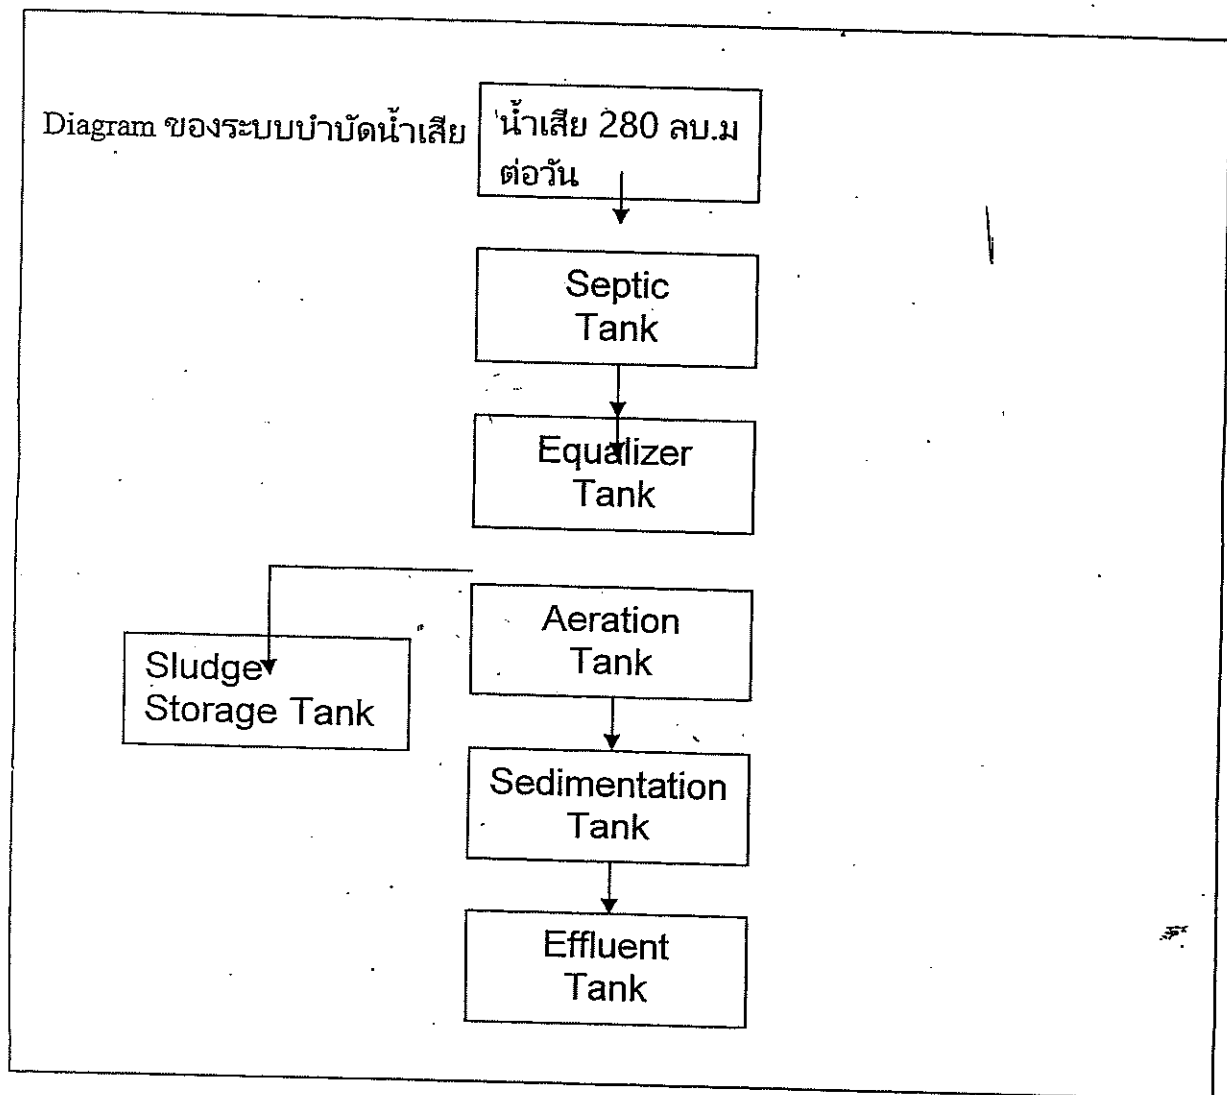 Diagram ของระบบบำบัดน้ำเสีย
น้ำเสีย 280 ลบ.ม
ต่อวัน
Septic
Tank
Equalizer
Tank
Aeration
Tank
Sludge
Storage Tank
Sedimentation
Tank
Effluent
Tank